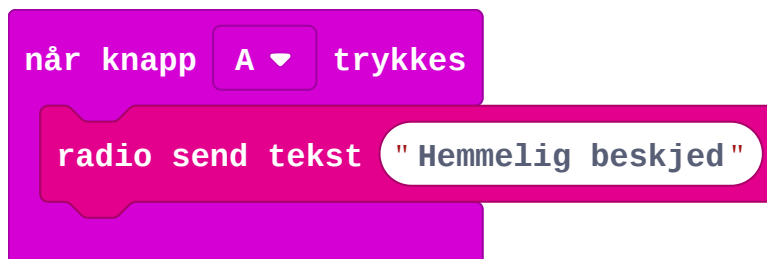 når knapp A trykkes
radio send tekst "Hemmelig beskjed"